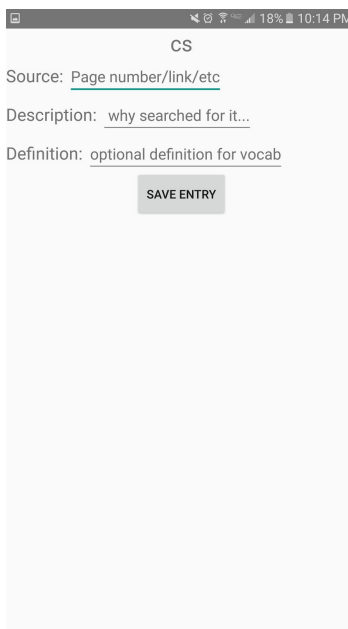 18% 10:14 PM
CS
Source: Page number/link/etc
Description: why searched for it...
Definition: optional definition for vocab
SAVE ENTRY